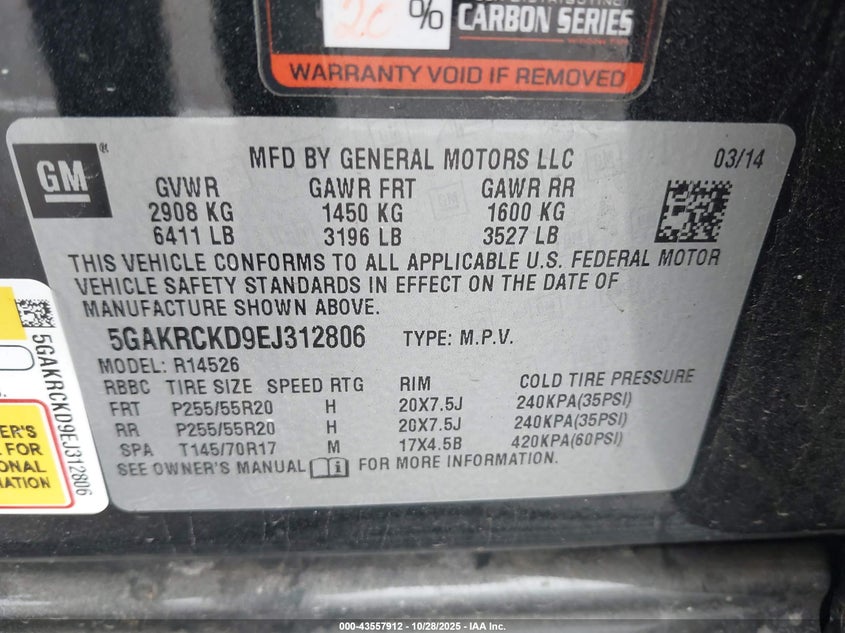 %
CARBON SERIES
WARRANTY VOID IF REMOVED
GM
®
MFD BY GENERAL MOTORS LLC 03/14
GVWR GAWR FRT GAWR RR
2908 KG 1450 KG 1600 KG
6411 LB 3196 LB 3527 LB
THIS VEHICLE CONFORMS TO ALL APPLICABLE U.S. FEDERAL MOTOR
VEHICLE SAFETY STANDARDS IN EFFECT ON THE DATE OF
MANUFACTURE SHOWN ABOVE.
5GAKRCKD9EJ312806 TYPE: M.P.V.
MODEL: R14526
RBBC TIRE SIZE SPEED RTG RIM COLD TIRE PRESSURE
FRT P255/55R20 H 20X7.5J 240KPA(35PSI)
RR P255/55R20 H 20X7.5J 240KPA(35PSI)
SPA T145/70R17 M 17X4.5B 420KPA(60PSI)
SEE OWNER'S MANUAL i FOR MORE INFORMATION.
5GAKRCKD9EJ312806
ER'S
FOR
ONAL
MATION
000-43557912 - 10/28/2025 - IAA Inc.